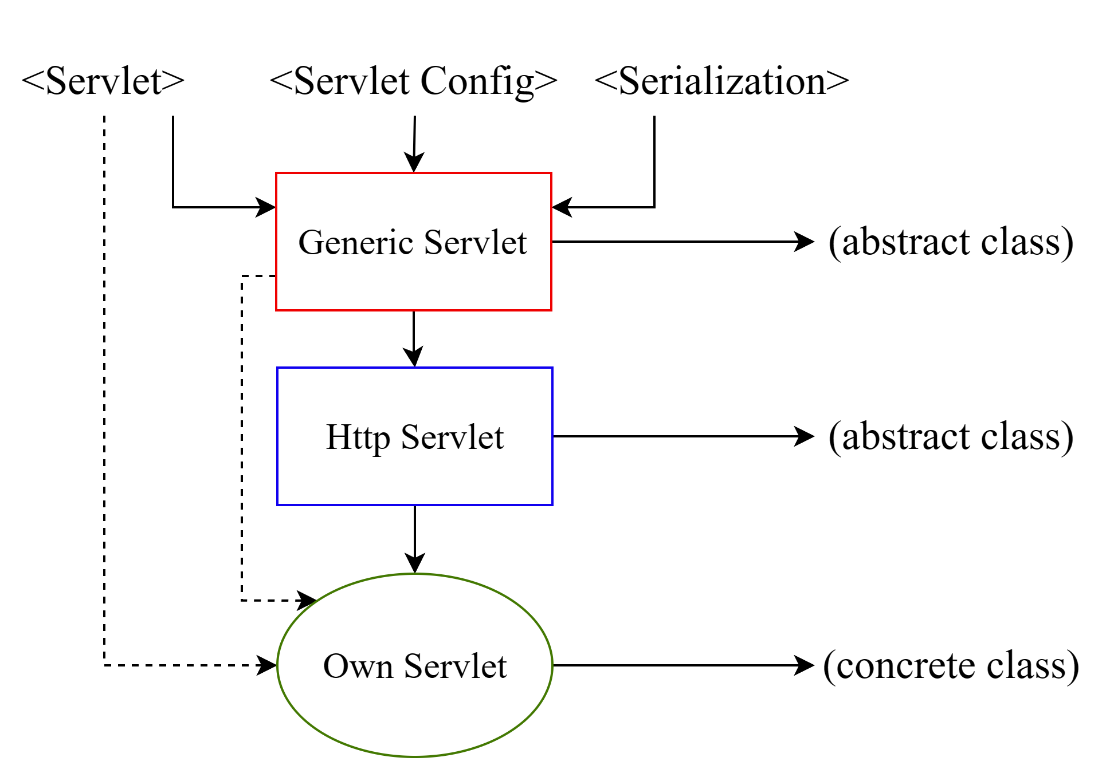 <Servlet> <Servlet Config> <Serialization>
Generic Servlet (abstract class)
Http Servlet (abstract class)
Own Servlet (concrete class)